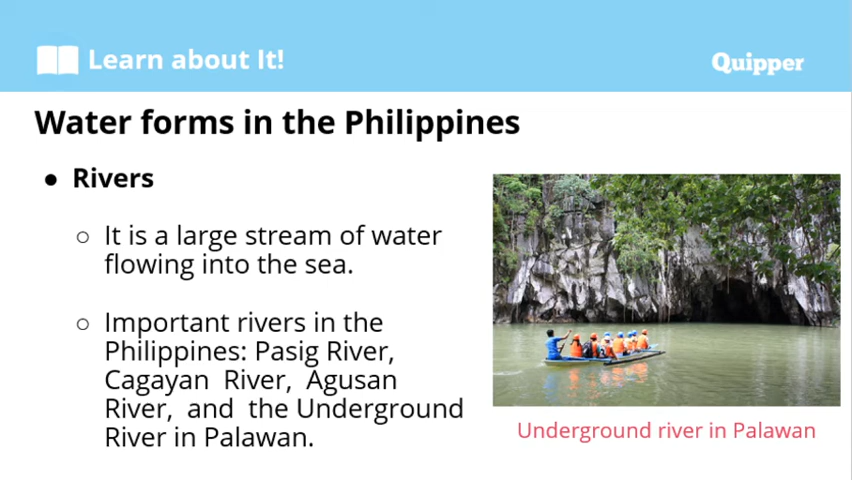 Learn about It!
Quipper
Water forms in the Philippines
● Rivers
○ It is a large stream of water
flowing into the sea.
○ Important rivers in the
Philippines: Pasig River,
Cagayan River, Agusan
River, and the Underground
River in Palawan.
Underground river in Palawan